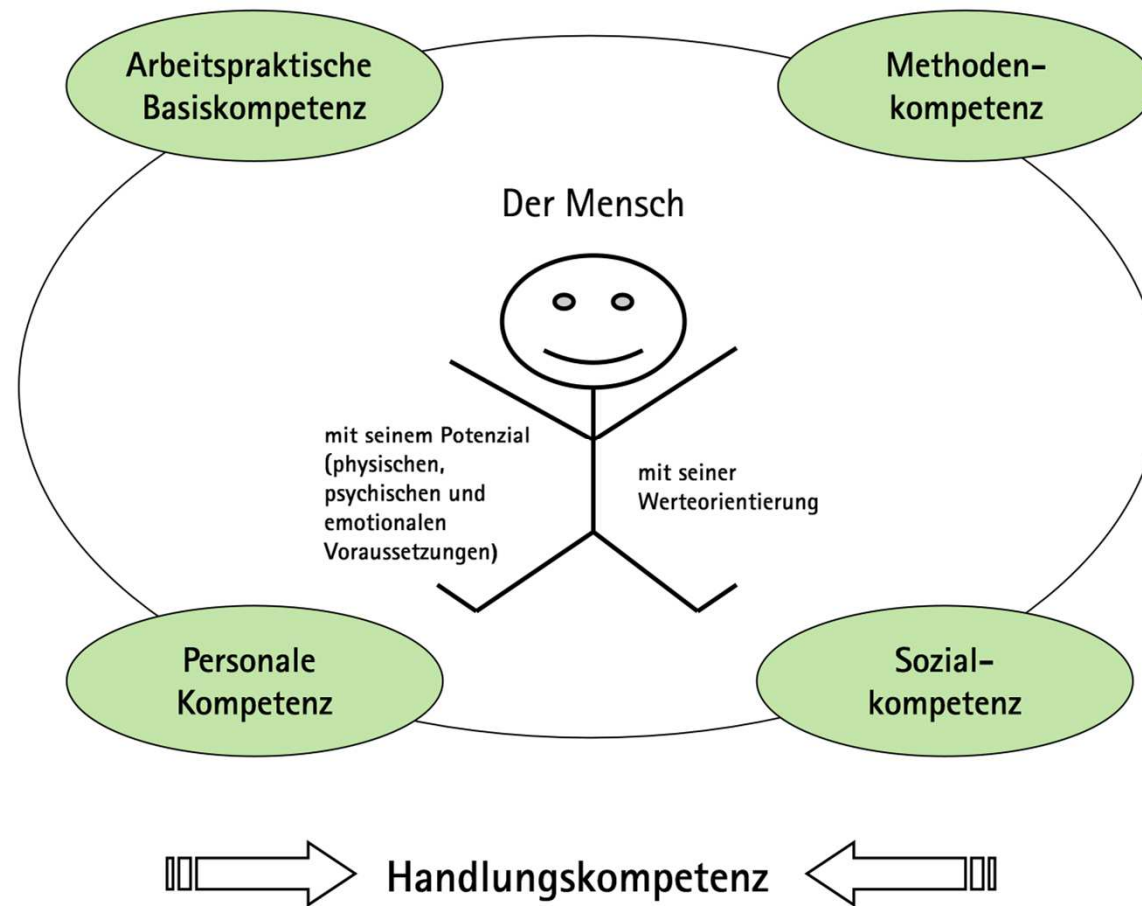 Arbeitspraktische
Basiskompetenz
Methoden-
kompetenz
Der Mensch
mit seinem Potenzial
(physischen,
psychischen und
emotionalen
Voraussetzungen)
mit seiner
Werteorientierung
Personale
Kompetenz
Sozial-
kompetenz
Handlungskompetenz